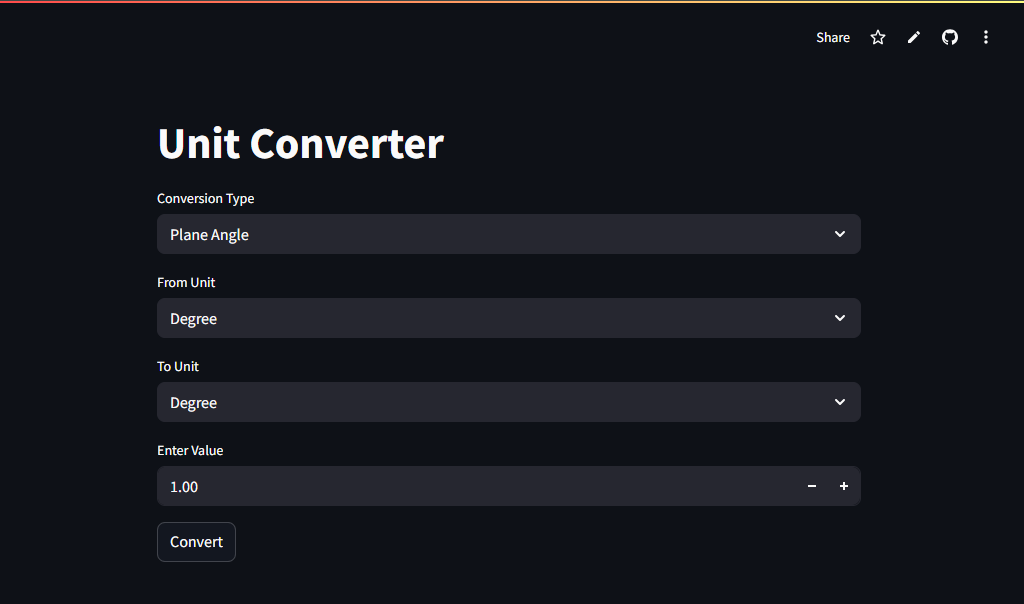 Share
Unit Converter
Conversion Type
Plane Angle
From Unit
Degree
To Unit
Degree
Enter Value
1.00
Convert